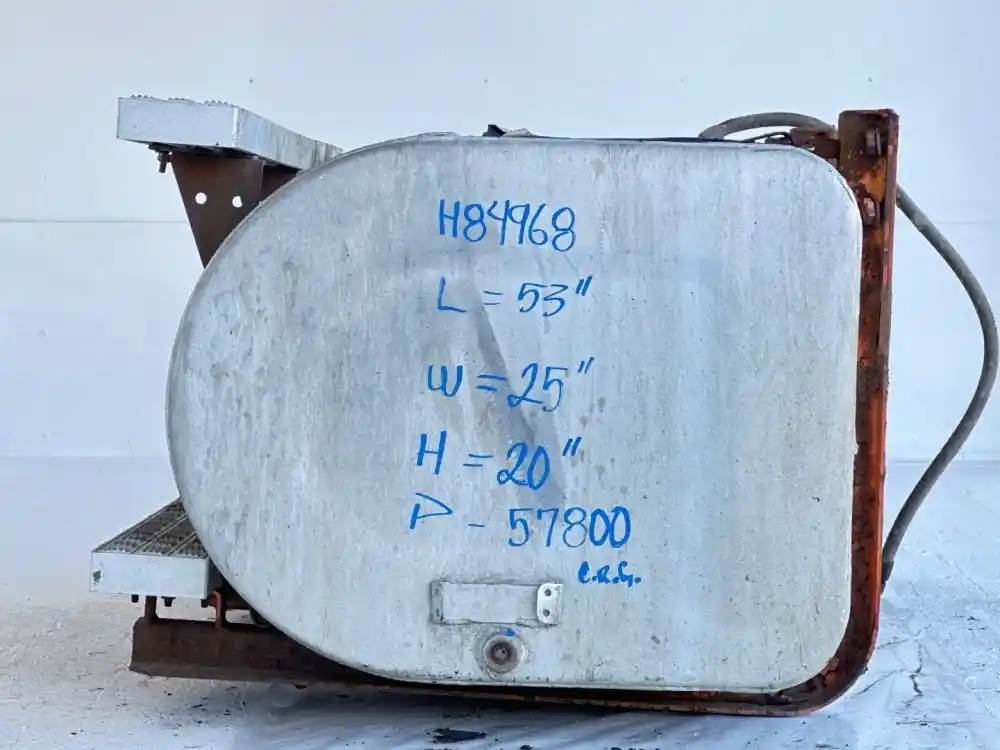 H84968
L = 53"
W = 25"
H = 20"
P - 57800
C.R.G.